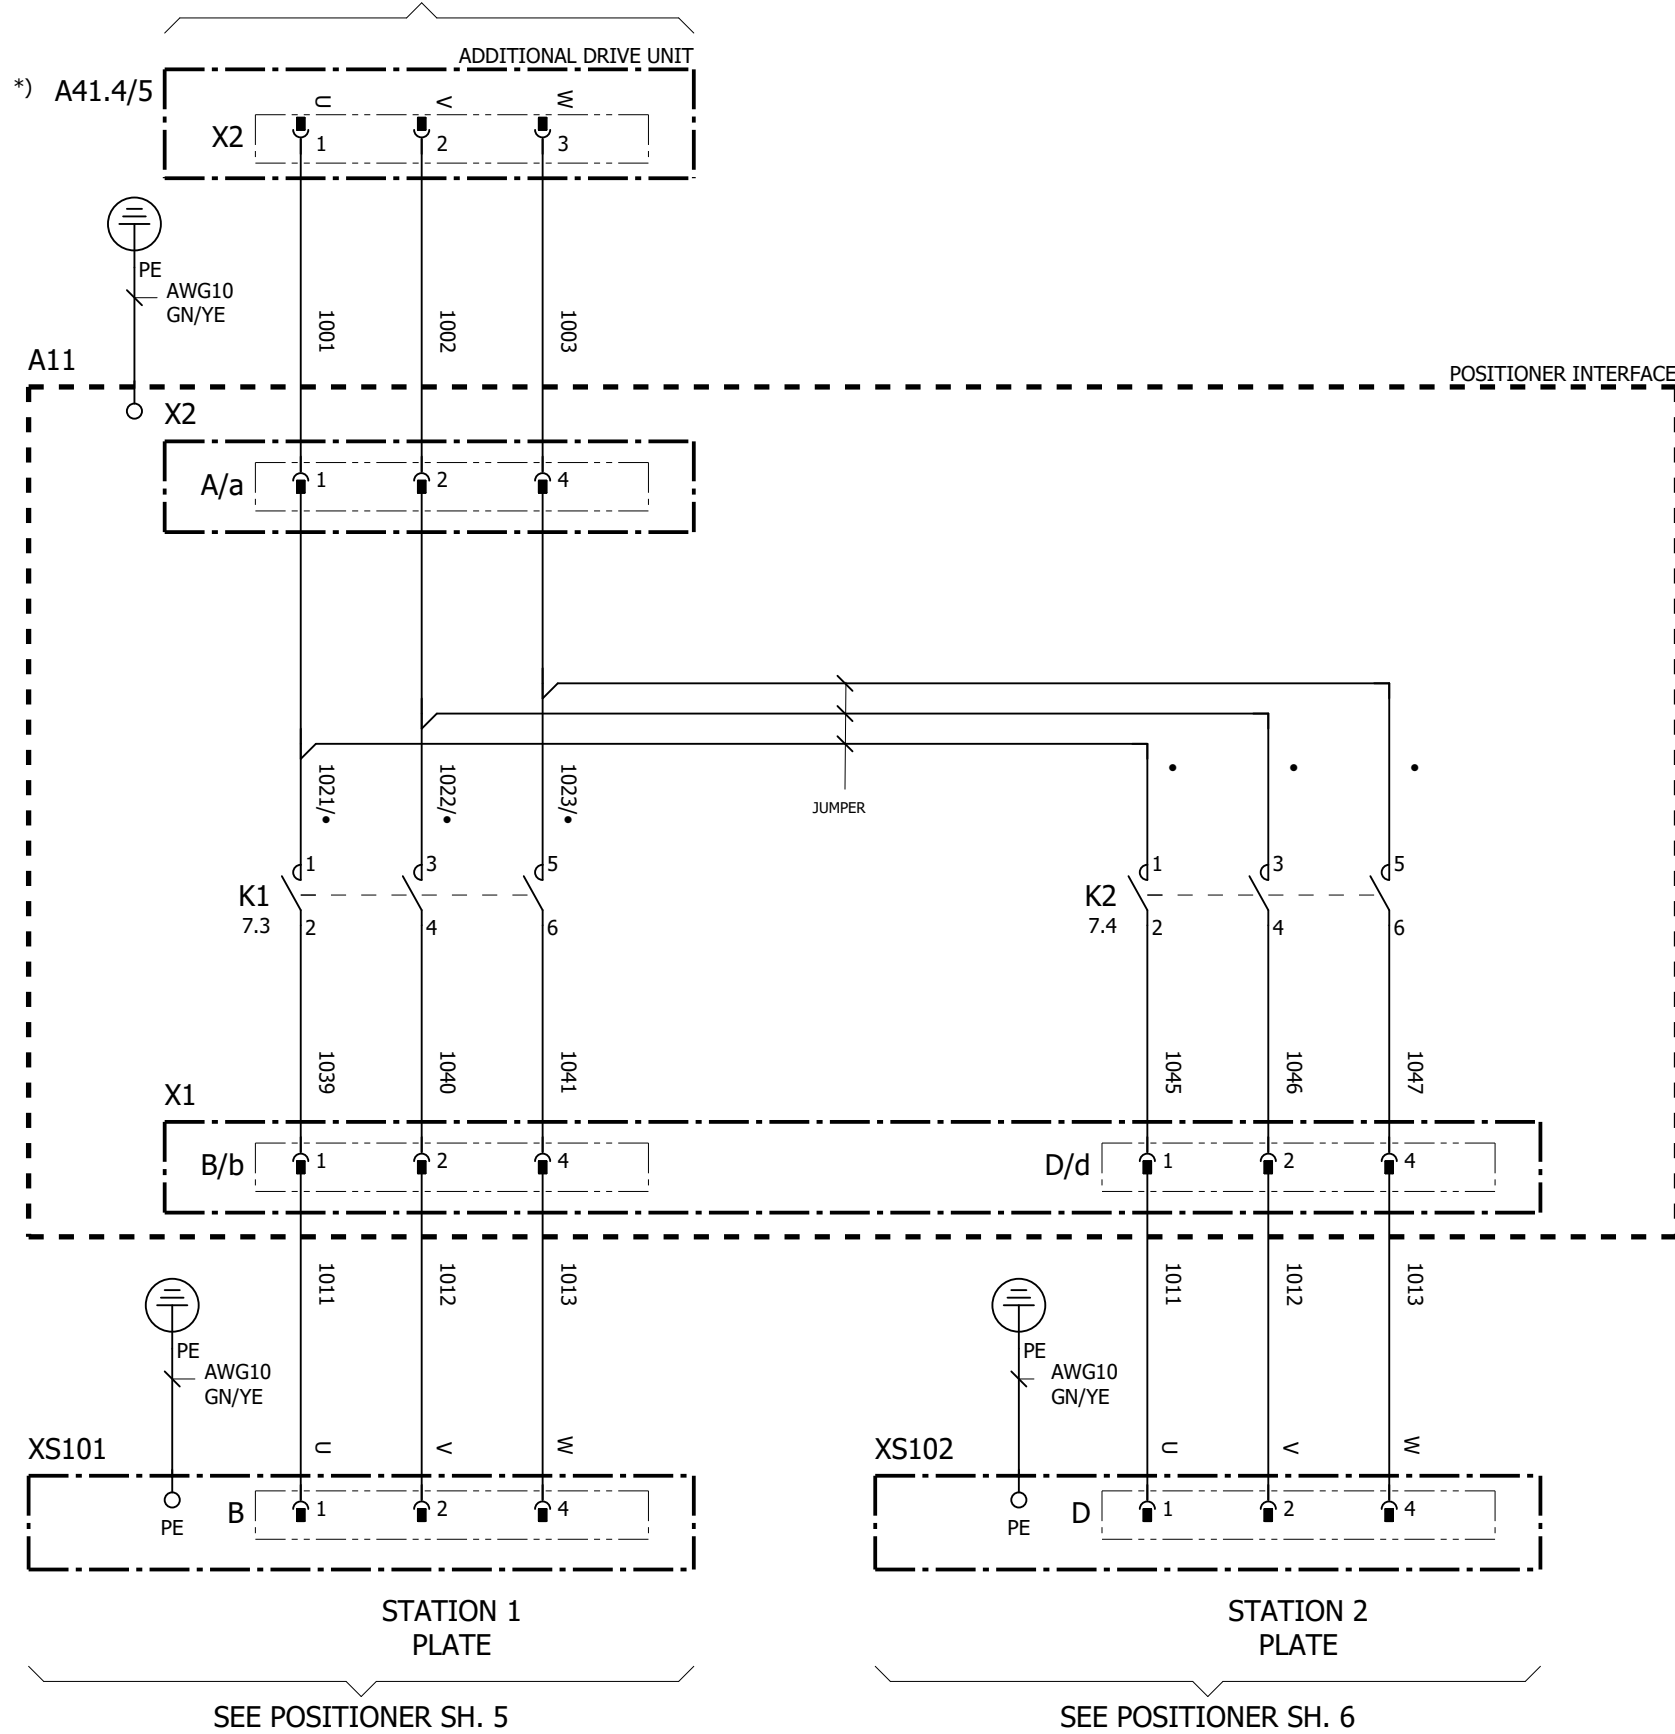 ADDITIONAL DRIVE UNIT
*) A41.4/5
U V W
X2 1 2 3
PE
AWG10
GN/YE
1001 1002 1003
A11
POSITIONER INTERFACE
X2
A/a 1 2 4
1021/• 1022/• 1023/•
• • •
JUMPER
1 3 5 1 3 5
K1 K2
7.3 2 4 6 7.4 2 4 6
1039 1040 1041 1045 1046 1047
X1
B/b 1 2 4 D/d 1 2 4
1011 1012 1013 1011 1012 1013
PE PE
AWG10 AWG10
GN/YE GN/YE
XS101 U V W XS102 U V W
B 1 2 4 D 1 2 4
PE PE
STATION 1 STATION 2
PLATE PLATE
SEE POSITIONER SH. 5 SEE POSITIONER SH. 6